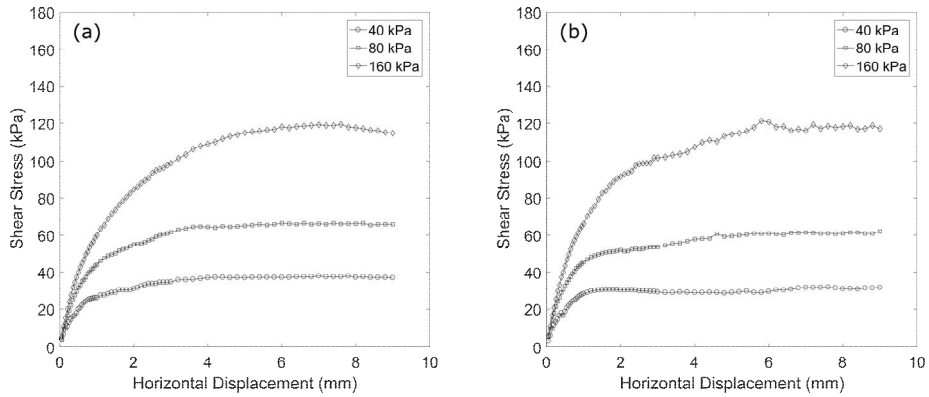 (a)
40 kPa
80 kPa
160 kPa
180
160
140
120
100
80
60
40
20
0
Shear Stress (kPa)
0 2 4 6 8 10
Horizontal Displacement (mm)
(b)
40 kPa
80 kPa
160 kPa
180
160
140
120
100
80
60
40
20
0
Shear Stress (kPa)
0 2 4 6 8 10
Horizontal Displacement (mm)